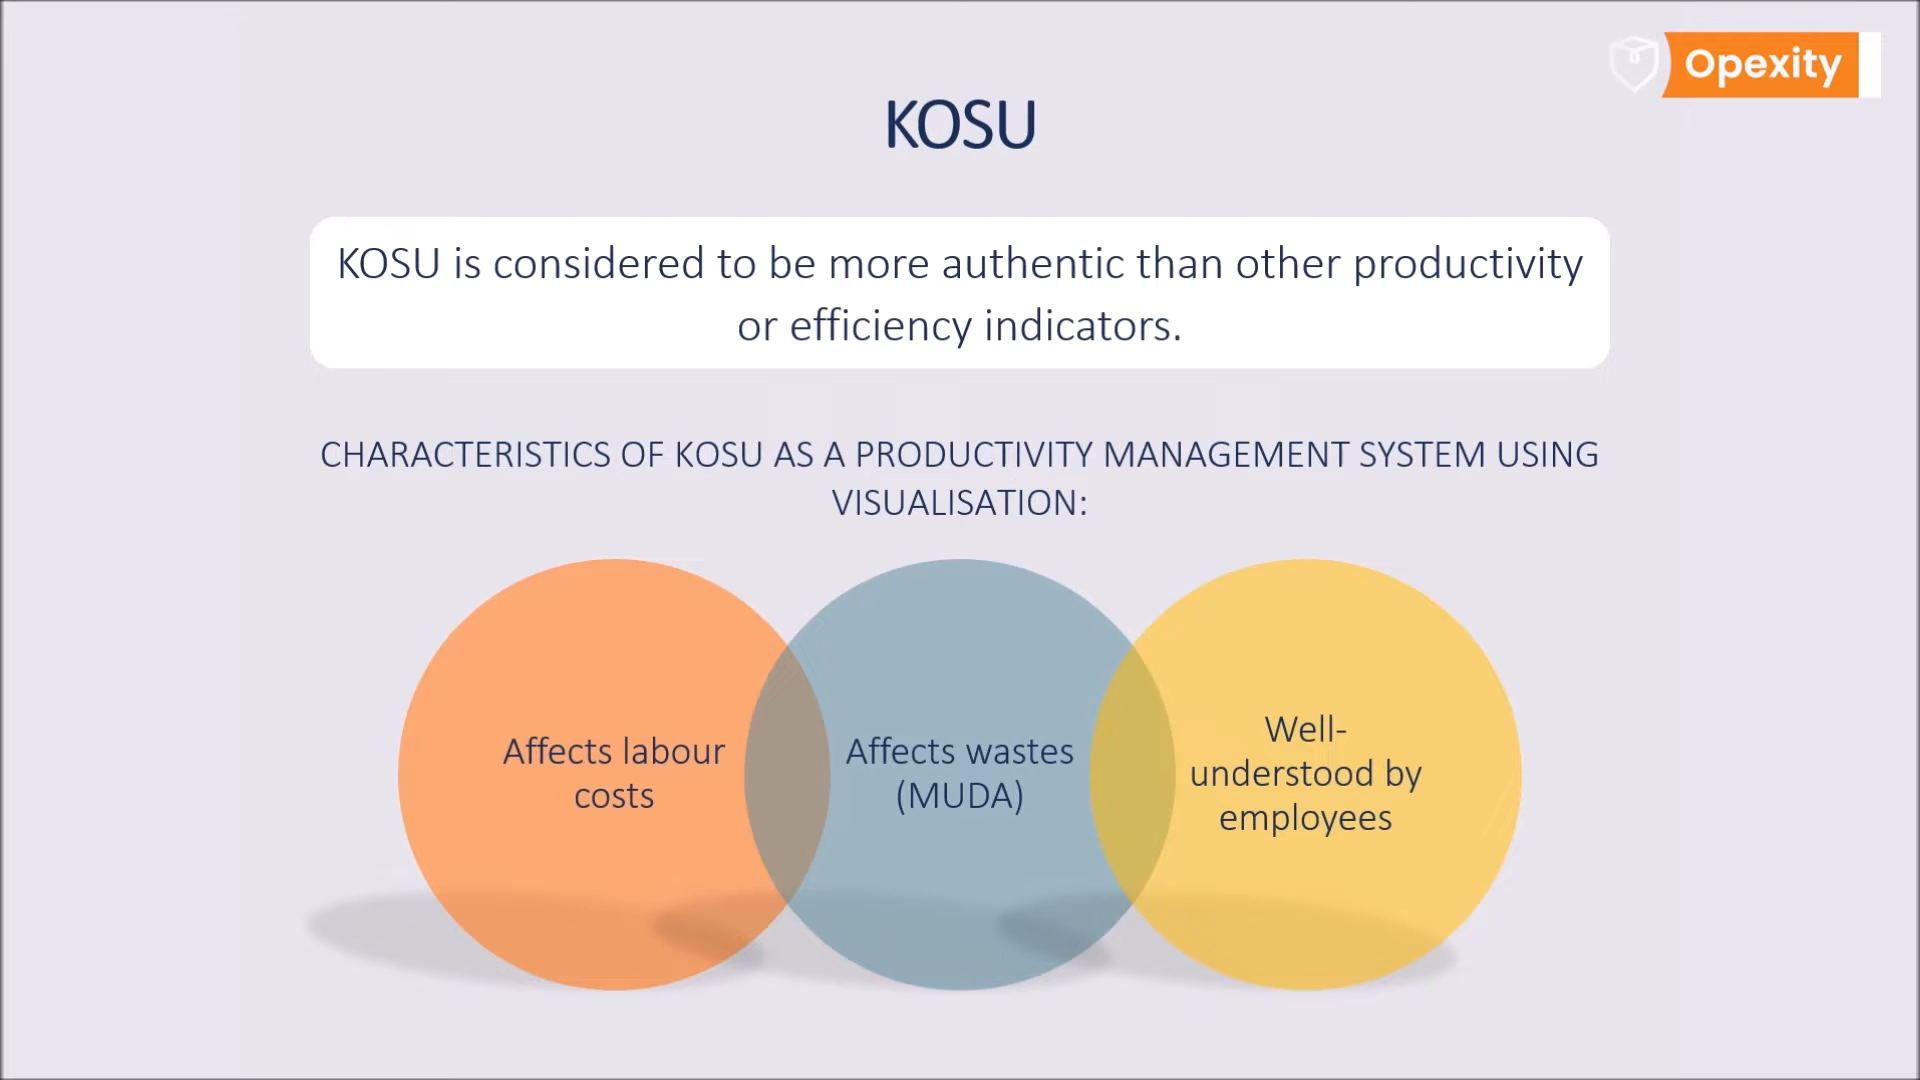 Opexity
KOSU
KOSU is considered to be more authentic than other productivity
or efficiency indicators.
CHARACTERISTICS OF KOSU AS A PRODUCTIVITY MANAGEMENT SYSTEM USING
VISUALISATION:
Affects labour
costs
Affects wastes
(MUDA)
Well-
understood by
employees